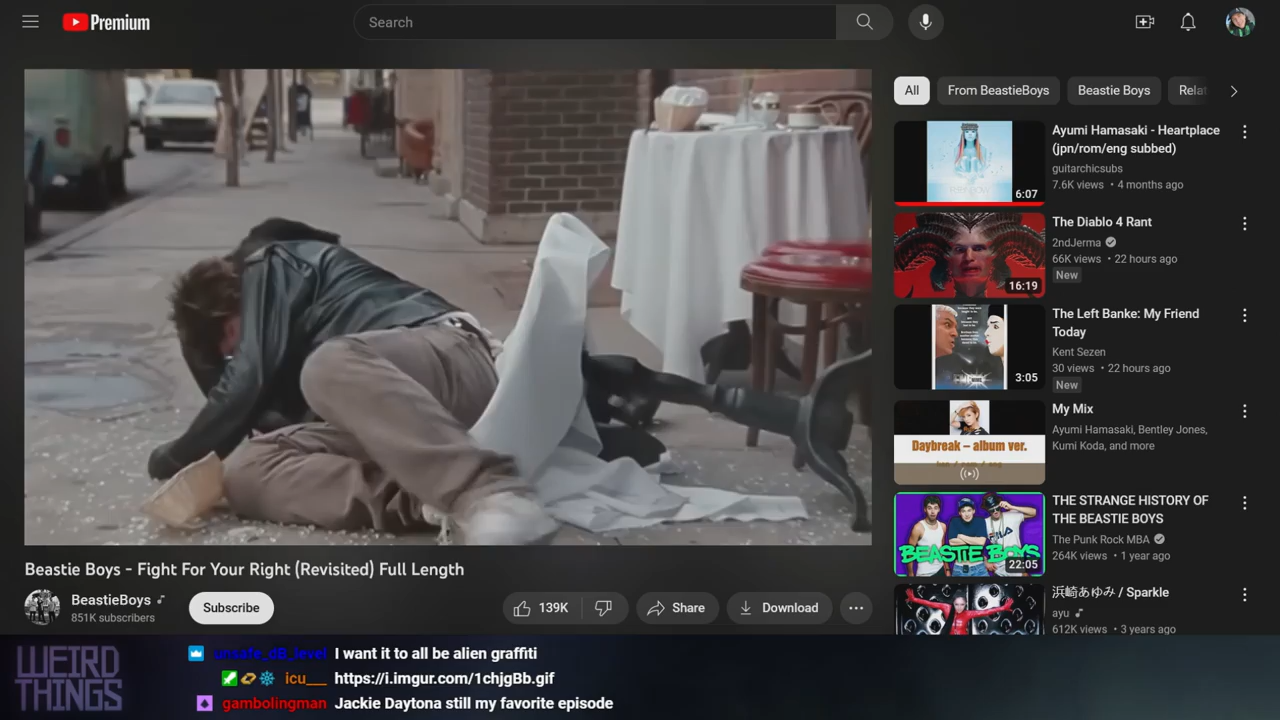 Premium
Search
All
From BeastieBoys
Beastie Boys
Relat
Ayumi Hamasaki - Heartplace
(jpn/rom/eng subbed)
guitarchicsubs
7.6K views • 4 months ago
6:07
The Diablo 4 Rant
2ndJerma
66K views • 22 hours ago
New
16:19
The Left Banke: My Friend
Today
Kent Sezen
30 views • 22 hours ago
New
3:05
My Mix
Ayumi Hamasaki, Bentley Jones,
Kumi Koda, and more
Daybreak – album ver.
THE STRANGE HISTORY OF
THE BEASTIE BOYS
The Punk Rock MBA
264K views • 1 year ago
BEASTIE BOYS
22:05
浜崎あゆみ / Sparkle
ayu
612K views • 3 years ago
Beastie Boys - Fight For Your Right (Revisited) Full Length
BeastieBoys
851K subscribers
Subscribe
139K
Share
Download
WEIRD
THINGS
unsafe_dB_level I want it to all be alien graffiti
icu___ https://i.imgur.com/1chjgBb.gif
gambolingman Jackie Daytona still my favorite episode